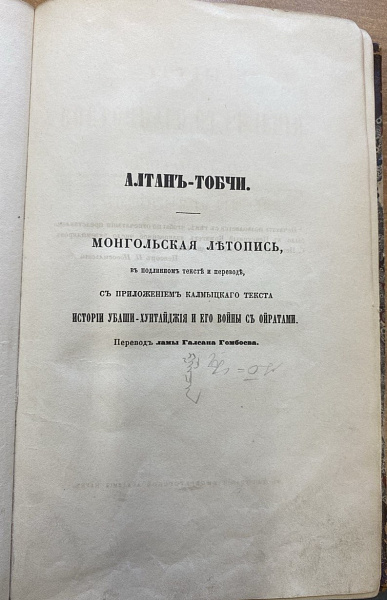 АЛТАНЪ-ТОБЧИ.
МОНГОЛЬСКАЯ ЛѢТОПИСЬ,
въ подлинномъ текстѣ и переводѣ,
съ приложеніемъ калмыцкаго текста
ИСТОРІИ УБАШИ-ХУНТАЙДЖІЯ И ЕГО ВОЙНЫ СЪ ОЙРАТАМИ.
Переводъ ламы Галсана Гомбоева.